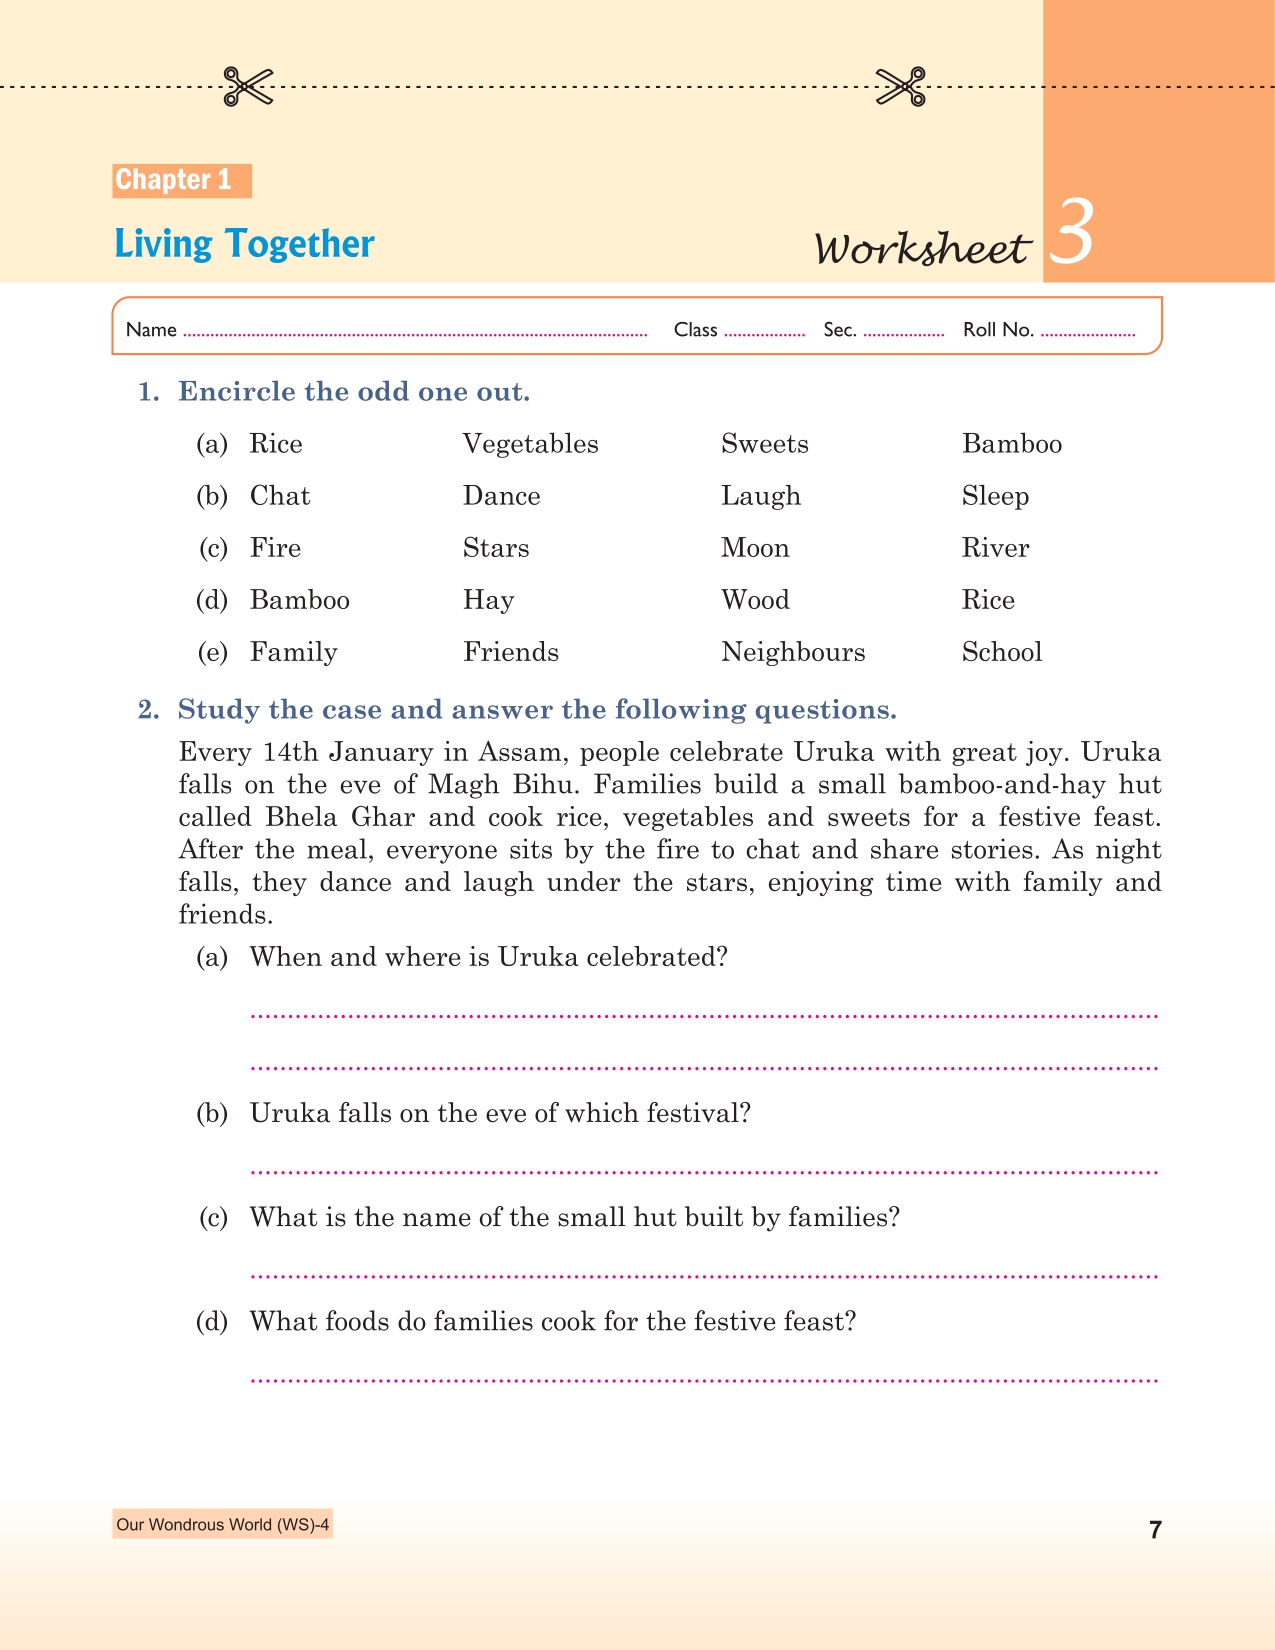 Chapter 1
Living Together
Worksheet 3
Name ........ Class ........ Sec. ........ Roll No. ........
1. Encircle the odd one out.
(a) Rice Vegetables Sweets Bamboo
(b) Chat Dance Laugh Sleep
(c) Fire Stars Moon River
(d) Bamboo Hay Wood Rice
(e) Family Friends Neighbours School
2. Study the case and answer the following questions.
Every 14th January in Assam, people celebrate Uruka with great joy. Uruka
falls on the eve of Magh Bihu. Families build a small bamboo-and-hay hut
called Bhela Ghar and cook rice, vegetables and sweets for a festive feast.
After the meal, everyone sits by the fire to chat and share stories. As night
falls, they dance and laugh under the stars, enjoying time with family and
friends.
(a) When and where is Uruka celebrated?
(b) Uruka falls on the eve of which festival?
(c) What is the name of the small hut built by families?
(d) What foods do families cook for the festive feast?
Our Wondrous World (WS)-4
7